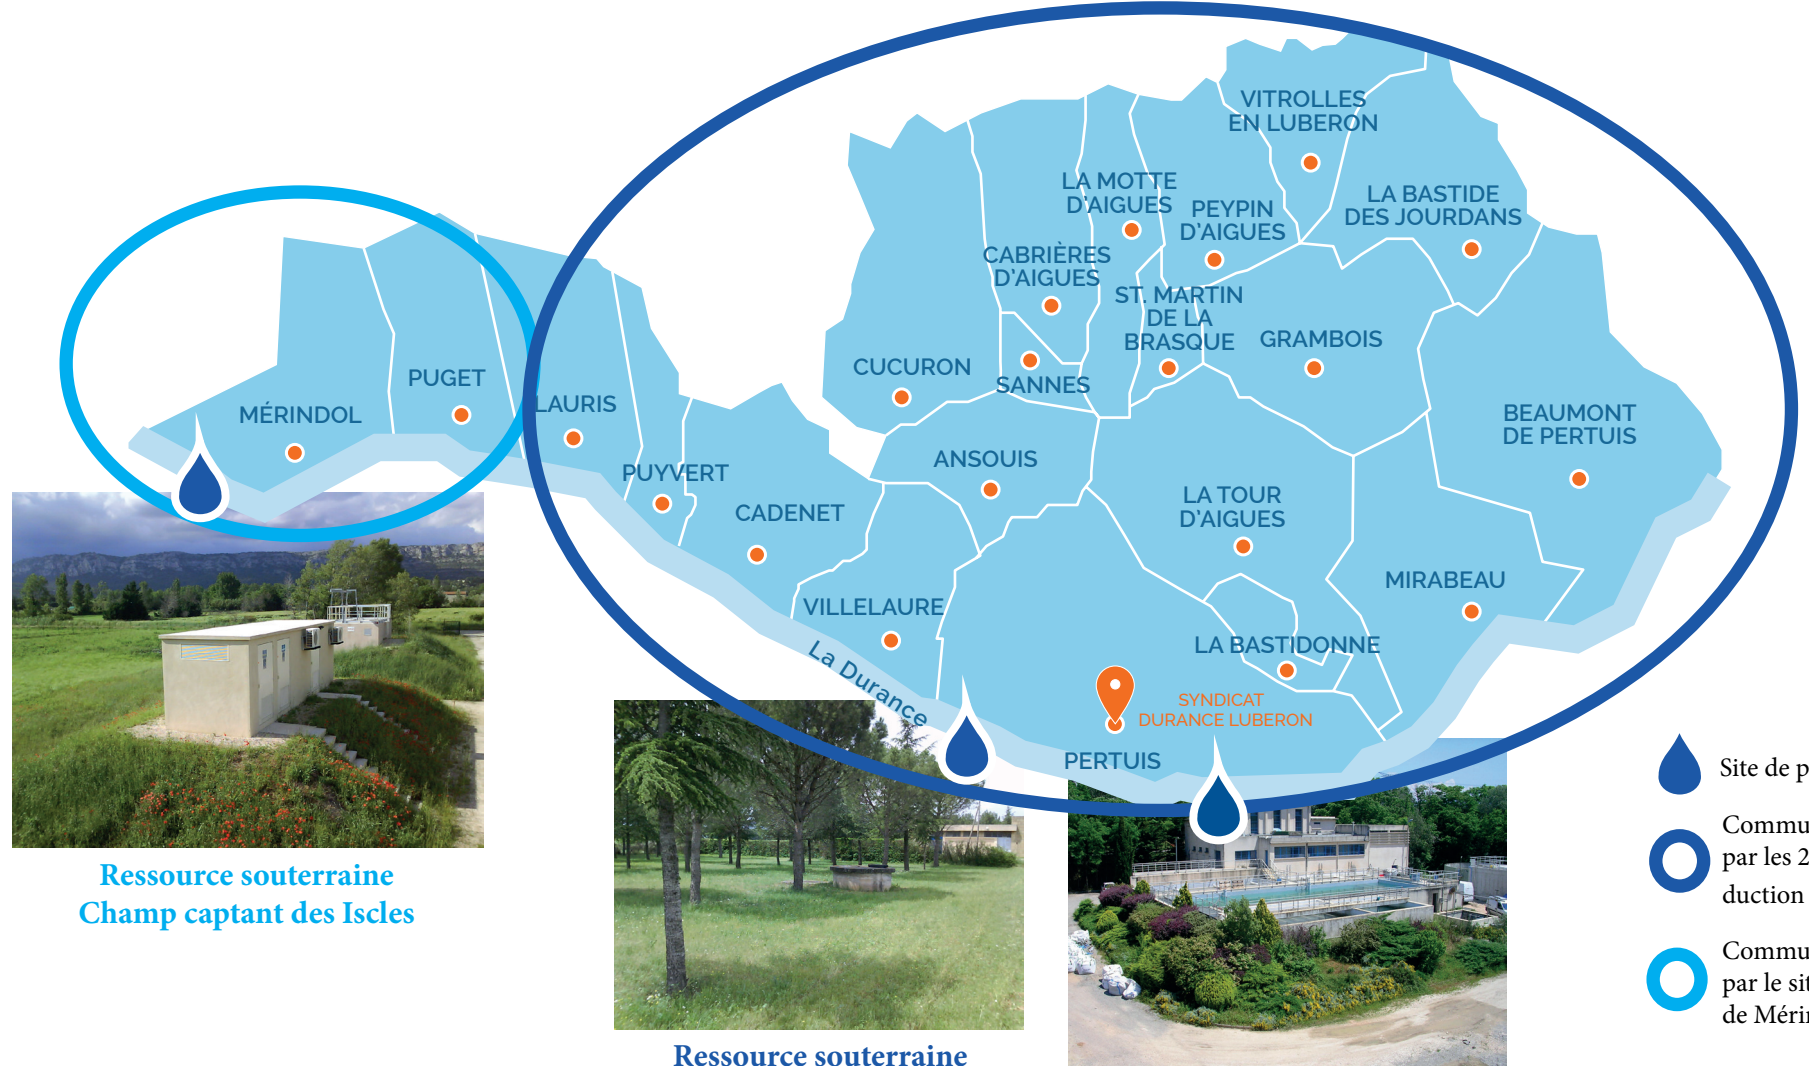 VITROLLES
EN LUBERON
LA MOTTE
D'AIGUES
PEYPIN
D'AIGUES
LA BASTIDE
DES JOURDANS
CABRIÈRES
D'AIGUES
ST. MARTIN
DE LA
BRASQUE
GRAMBOIS
CUCURON
SANNES
PUGET
MÉRINDOL
LAURIS
BEAUMONT
DE PERTUIS
PUYVERT
ANSOUIS
CADENET
LA TOUR
D'AIGUES
MIRABEAU
VILLELAURE
LA BASTIDONNE
La Durance
SYNDICAT
DURANCE LUBERON
PERTUIS
Ressource souterraine
Champ captant des Iscles
Ressource souterraine
Site de p
Commu
par les 2
duction
Commu
par le sit
de Mérin